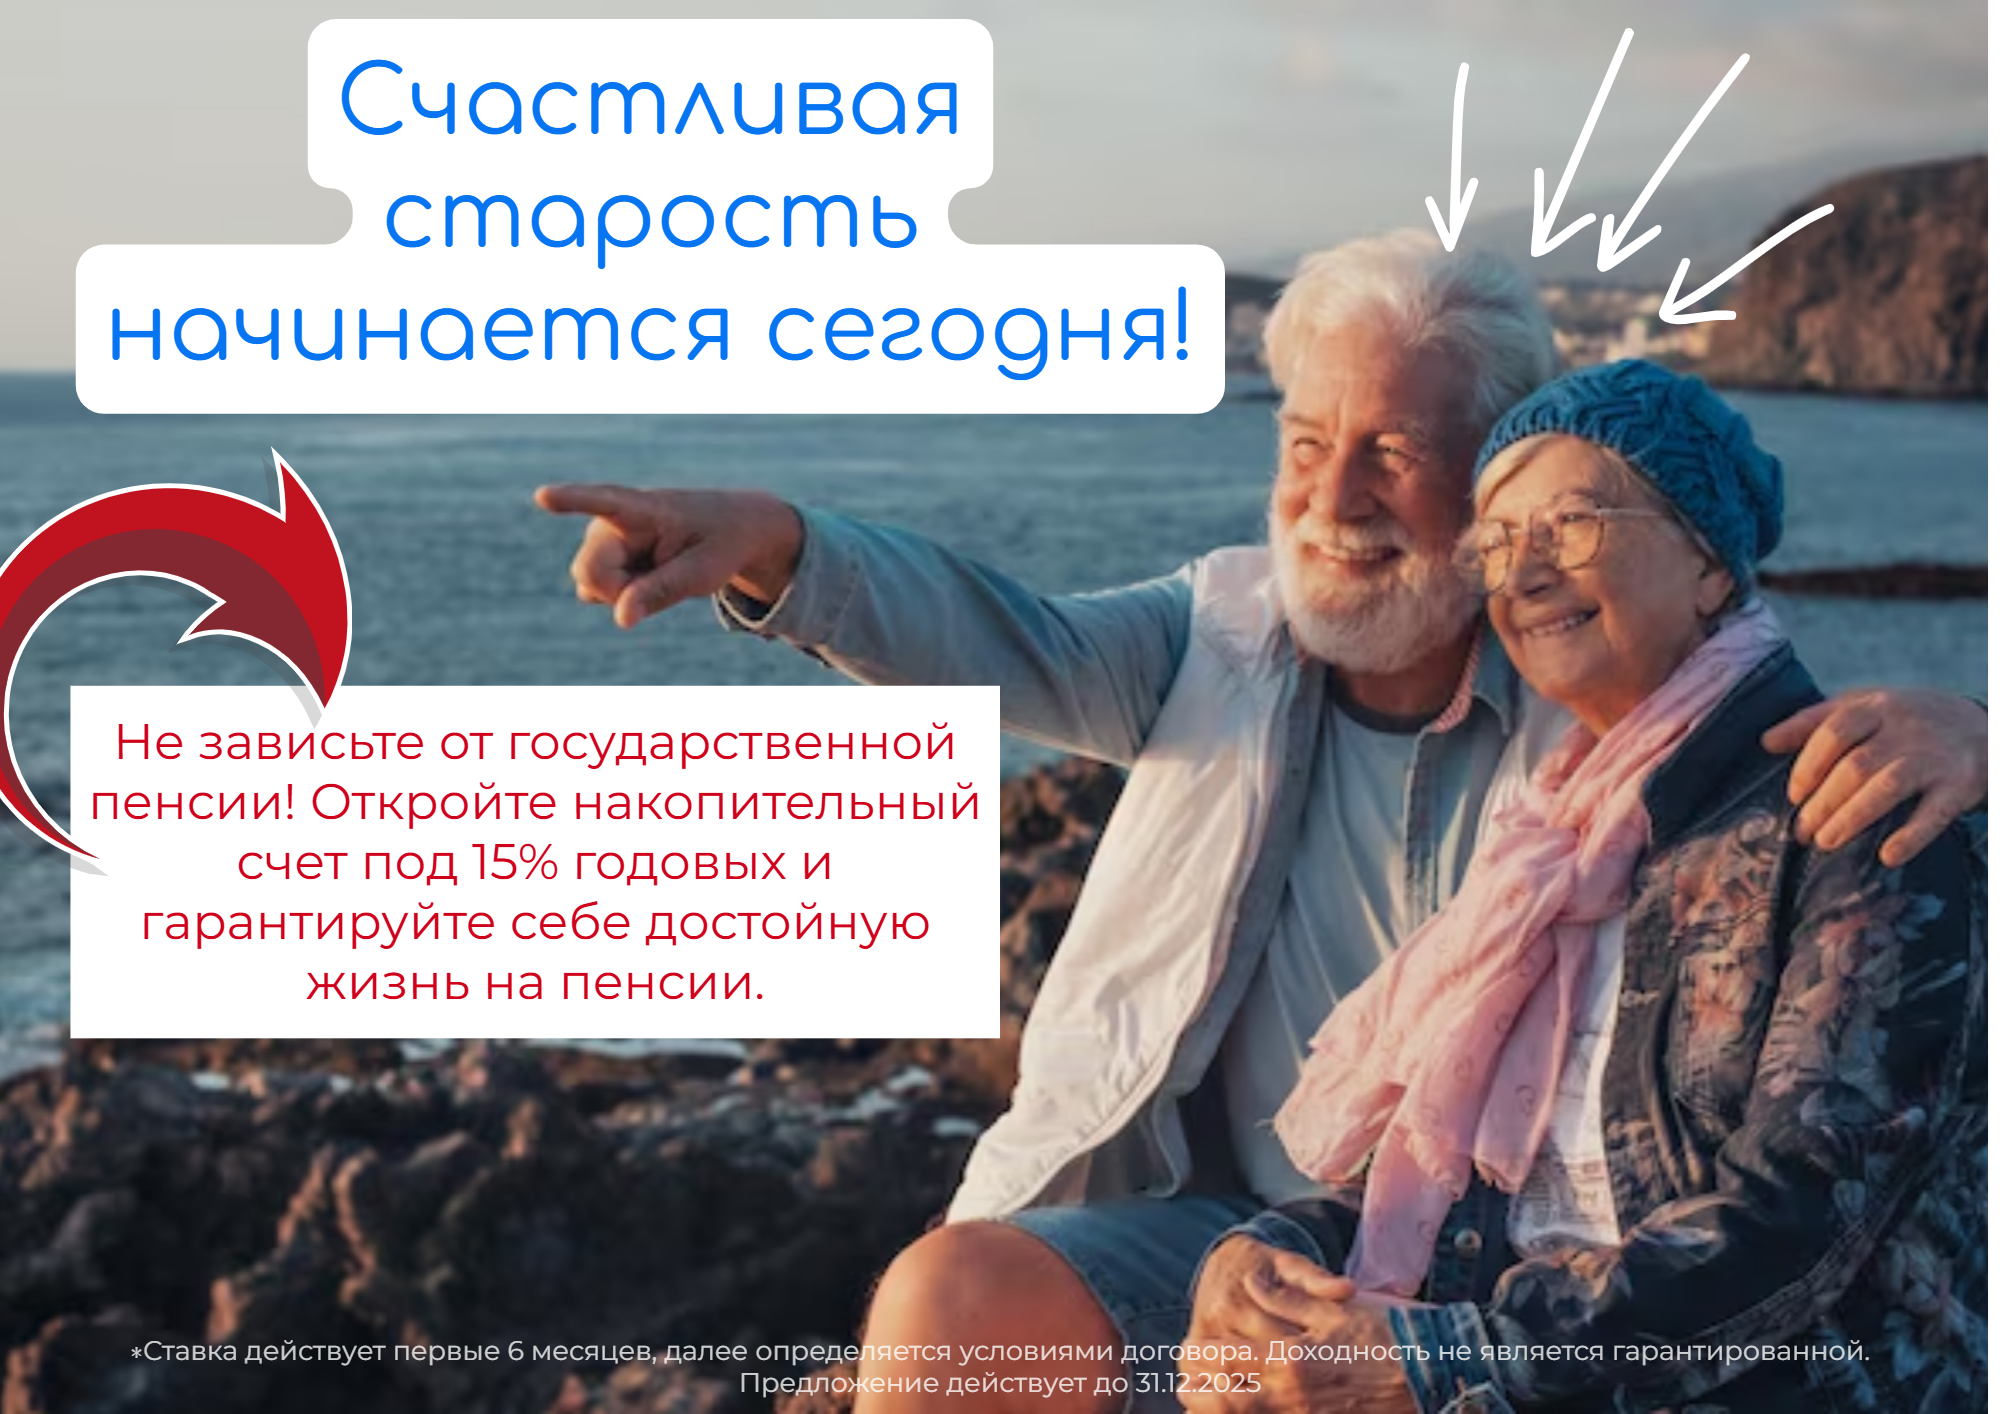 Счастливая
старость
начинается сегодня!
Не зависьте от государственной
пенсии! Откройте накопительный
счет под 15% годовых и
гарантируйте себе достойную
жизнь на пенсии.
*Ставка действует первые 6 месяцев, далее определяется условиями договора. Доходность не является гарантированной.
Предложение действует до 31.12.2025